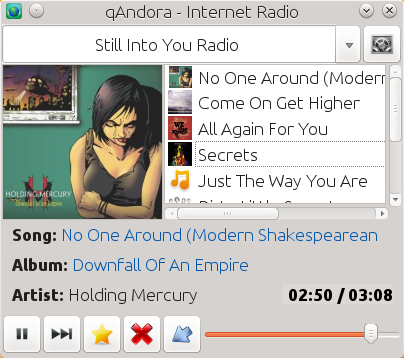 qAndora - Internet Radio
Still Into You Radio
No One Around (Modern
Come On Get Higher
All Again For You
Secrets
Just The Way You Are
HOLDING MERCURY
Downfall of an Empire
Song: No One Around (Modern Shakespearean
Album: Downfall Of An Empire
Artist: Holding Mercury
02:50 / 03:08